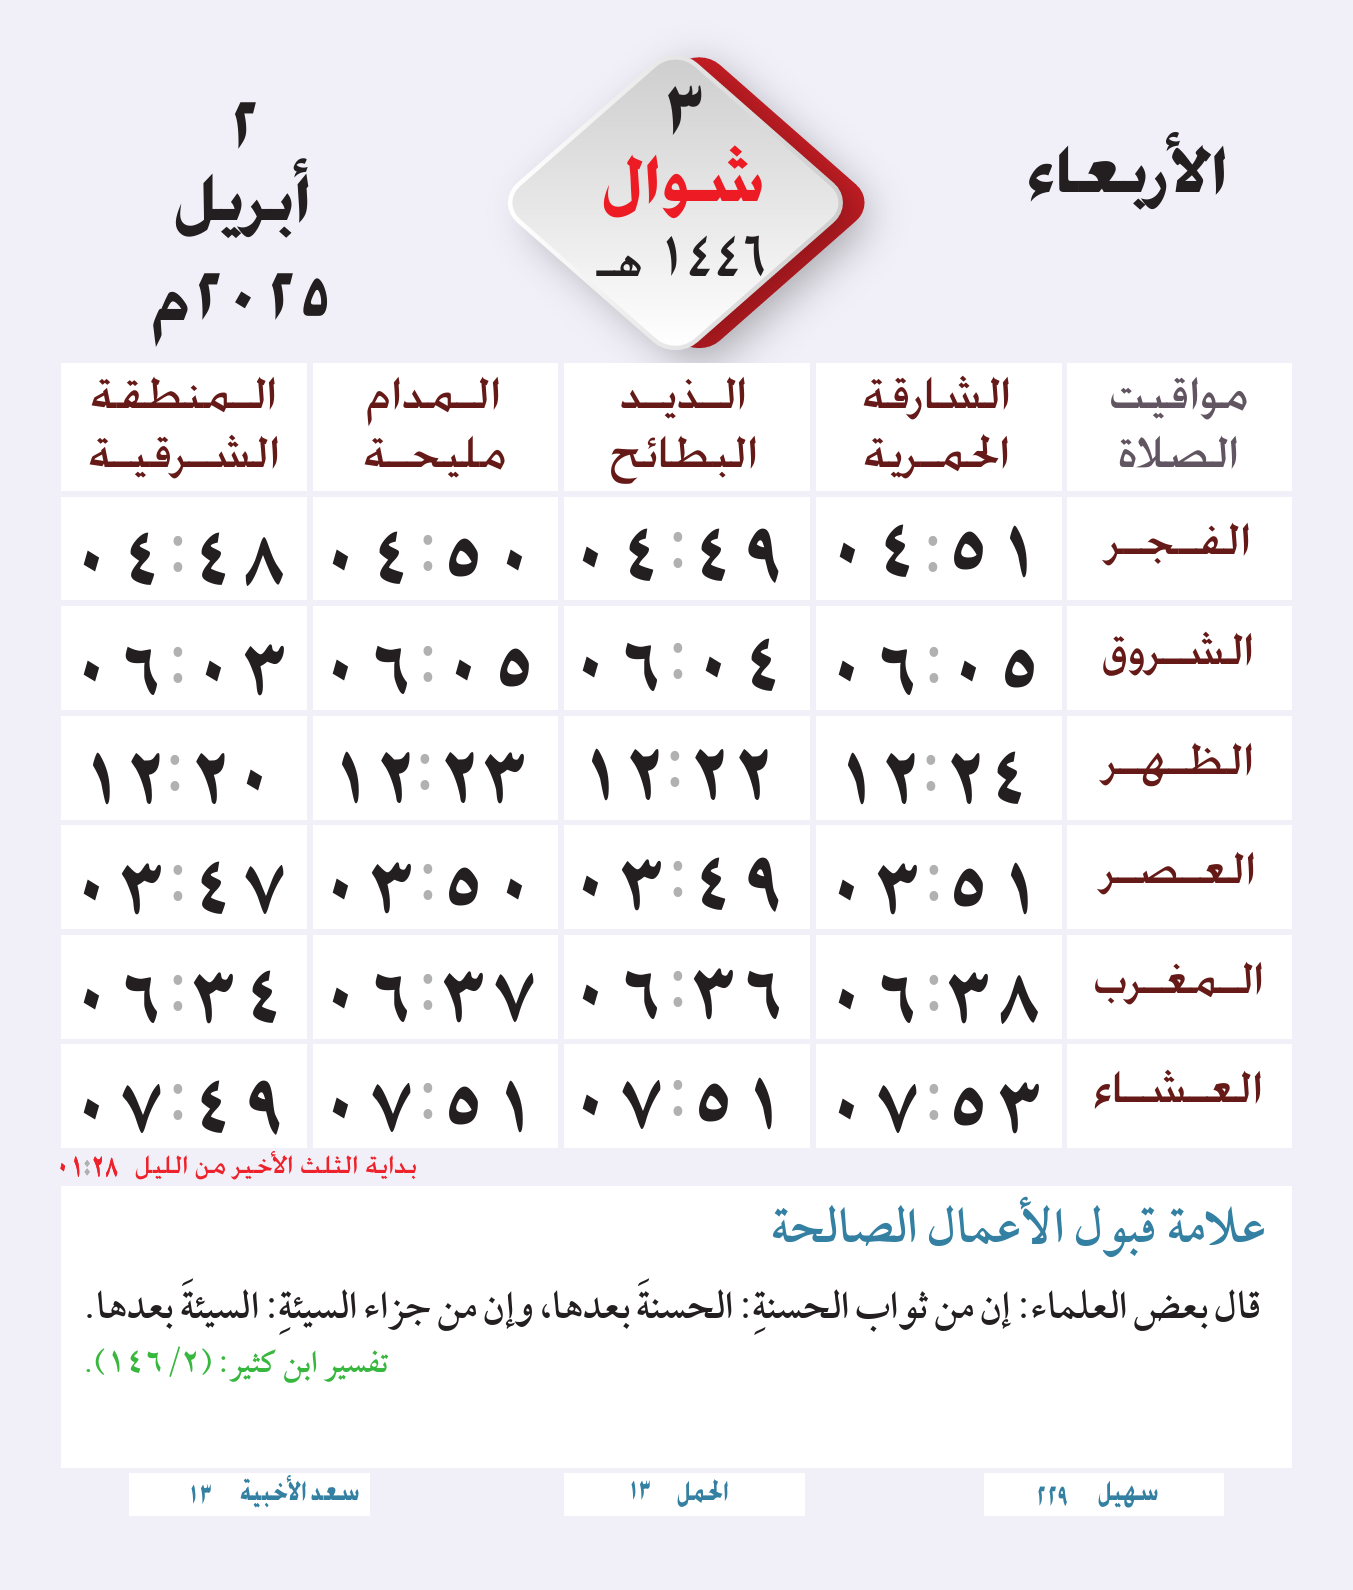 الأربعاء
٣
شوال
١٤٤٦ هـ
٢
أبريل
٢٠٢٥م
مواقيت الصلاة	الشارقة الحمرية	الذيد البطائح	المدام مليحة	المنطقة الشرقية
الفجر	٠٤:٥١	٠٤:٤٩	٠٤:٥٠	٠٤:٤٨
الشروق	٠٦:٠٥	٠٦:٠٤	٠٦:٠٥	٠٦:٠٣
الظهر	١٢:٢٤	١٢:٢٢	١٢:٢٣	١٢:٢٠
العصر	٠٣:٥١	٠٣:٤٩	٠٣:٥٠	٠٣:٤٧
المغرب	٠٦:٣٨	٠٦:٣٦	٠٦:٣٧	٠٦:٣٤
العشاء	٠٧:٥٣	٠٧:٥١	٠٧:٥١	٠٧:٤٩
بداية الثلث الأخير من الليل ٠١:٢٨
علامة قبول الأعمال الصالحة
قال بعض العلماء: إن من ثواب الحسنةِ: الحسنةَ بعدها، وإن من جزاء السيئةِ: السيئةَ بعدها.
تفسير ابن كثير: (٢/ ١٤٦).
سهيل ٢٢٩	الحمل ١٣	سعد الأخبية ١٣